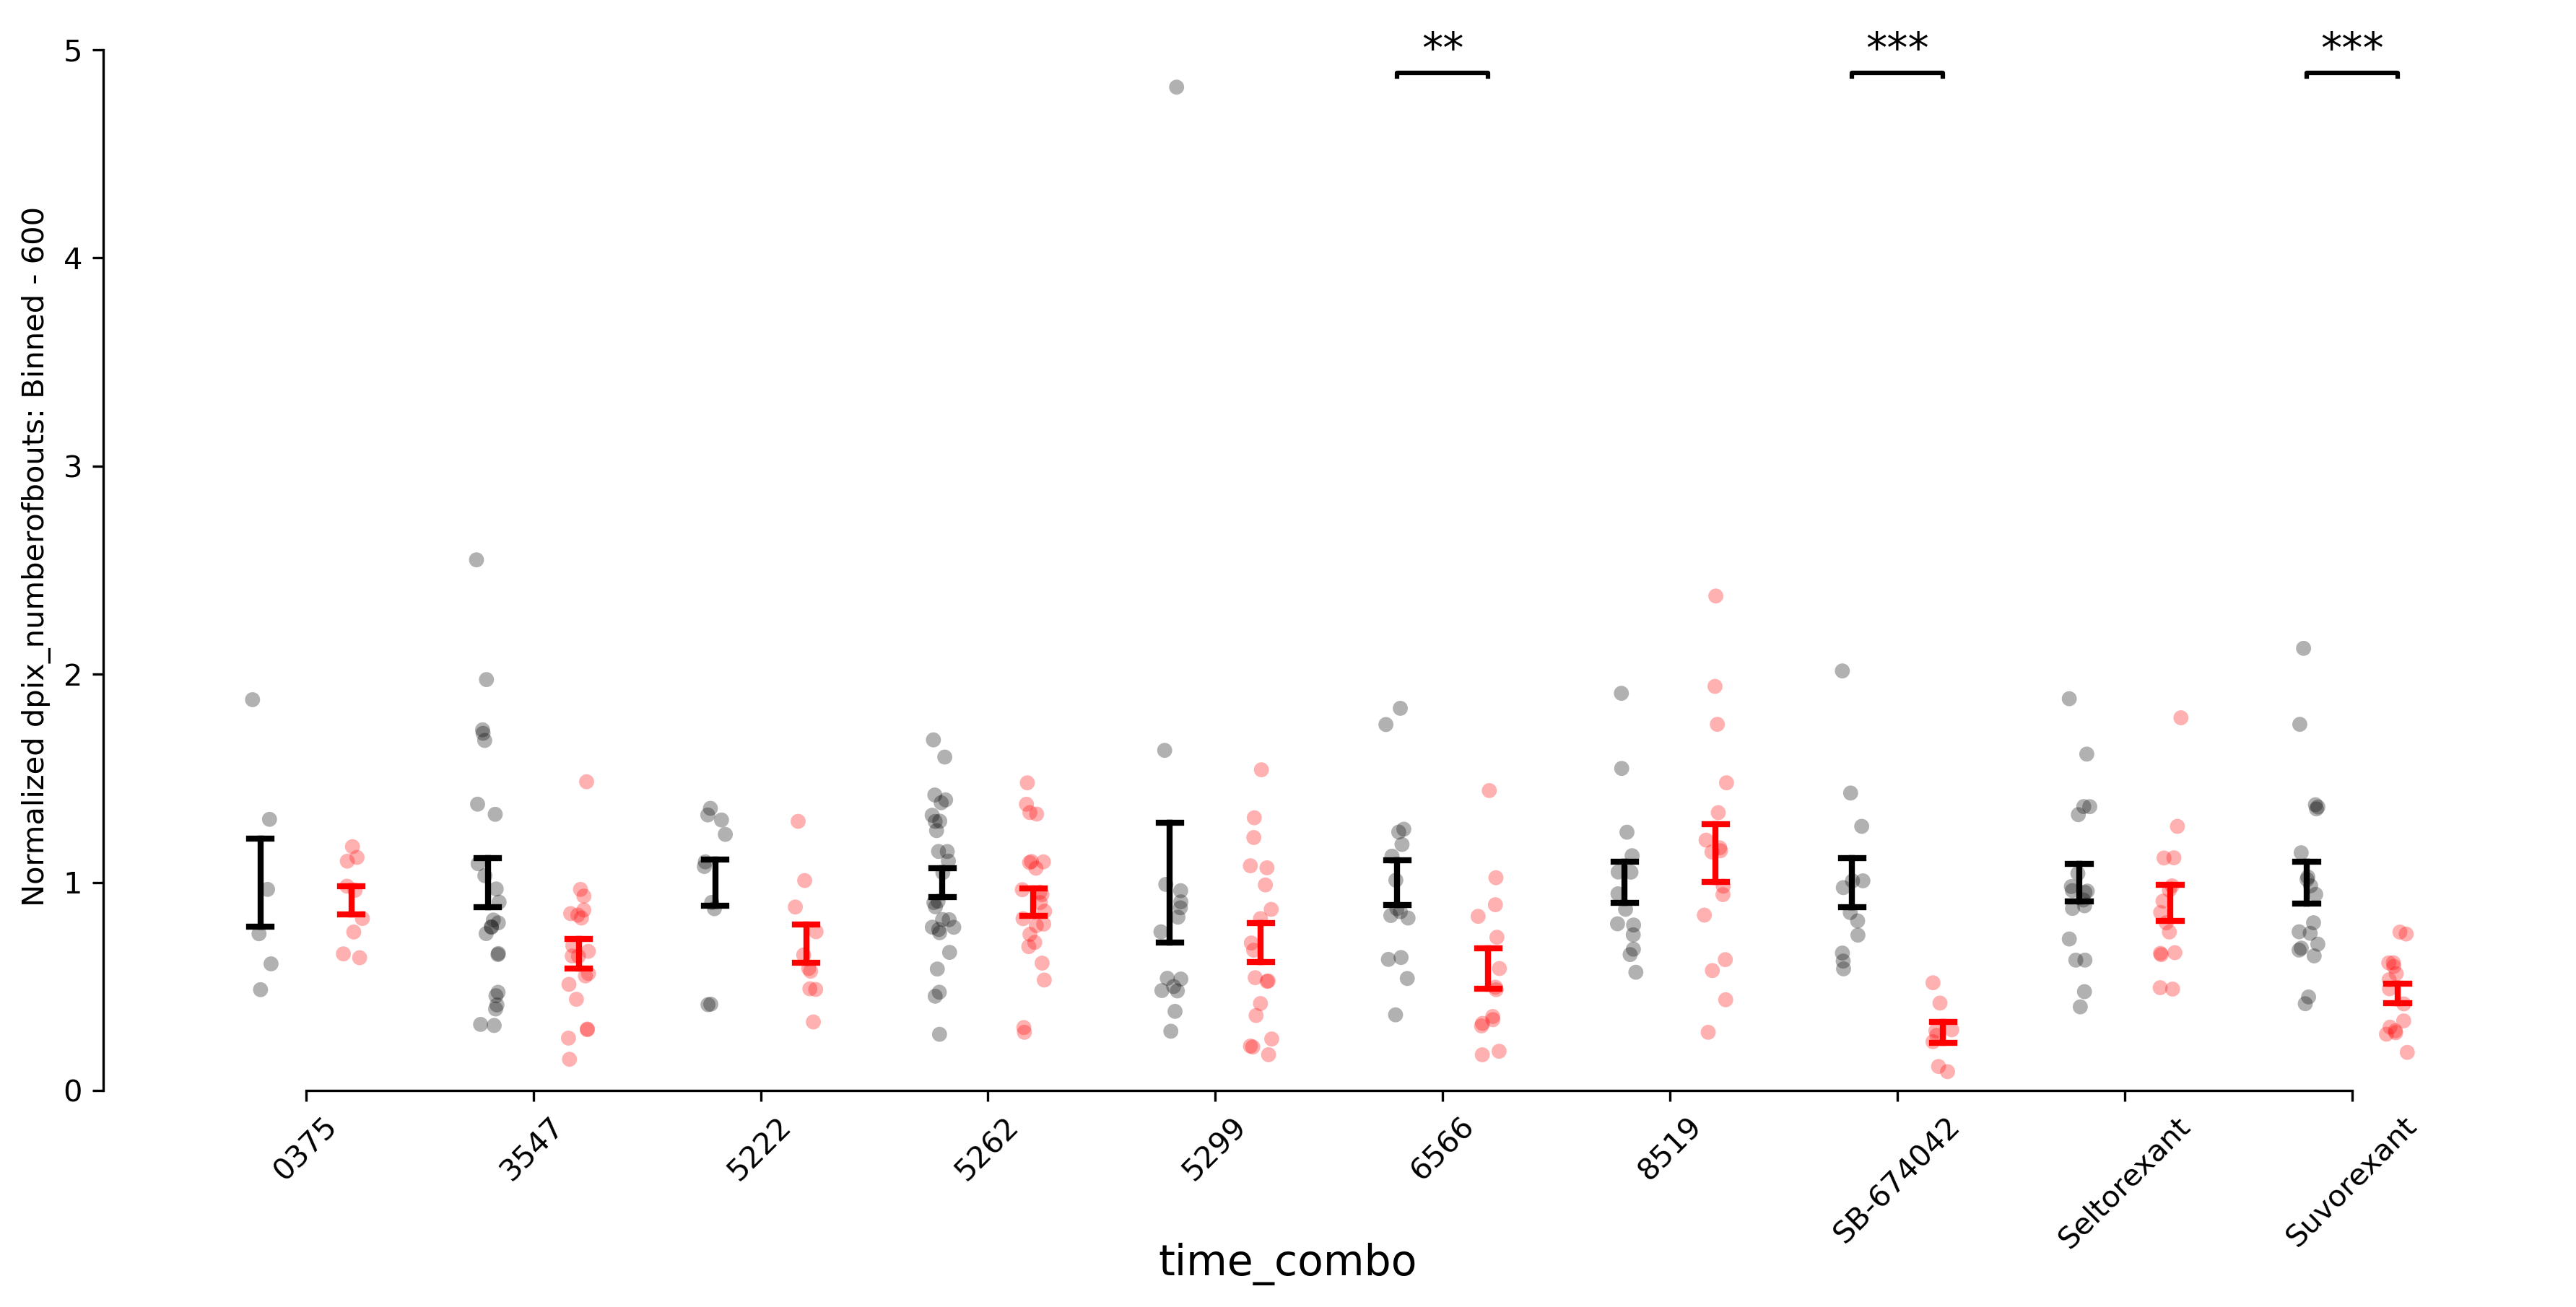 ** *** ***
5
4
3
2
1
0
Normalized dpix_numberofbouts: Binned - 600
0375 3547 5222 5262 5299 6566 8519 SB-674042 Seltorexant Suvorexant
time_combo